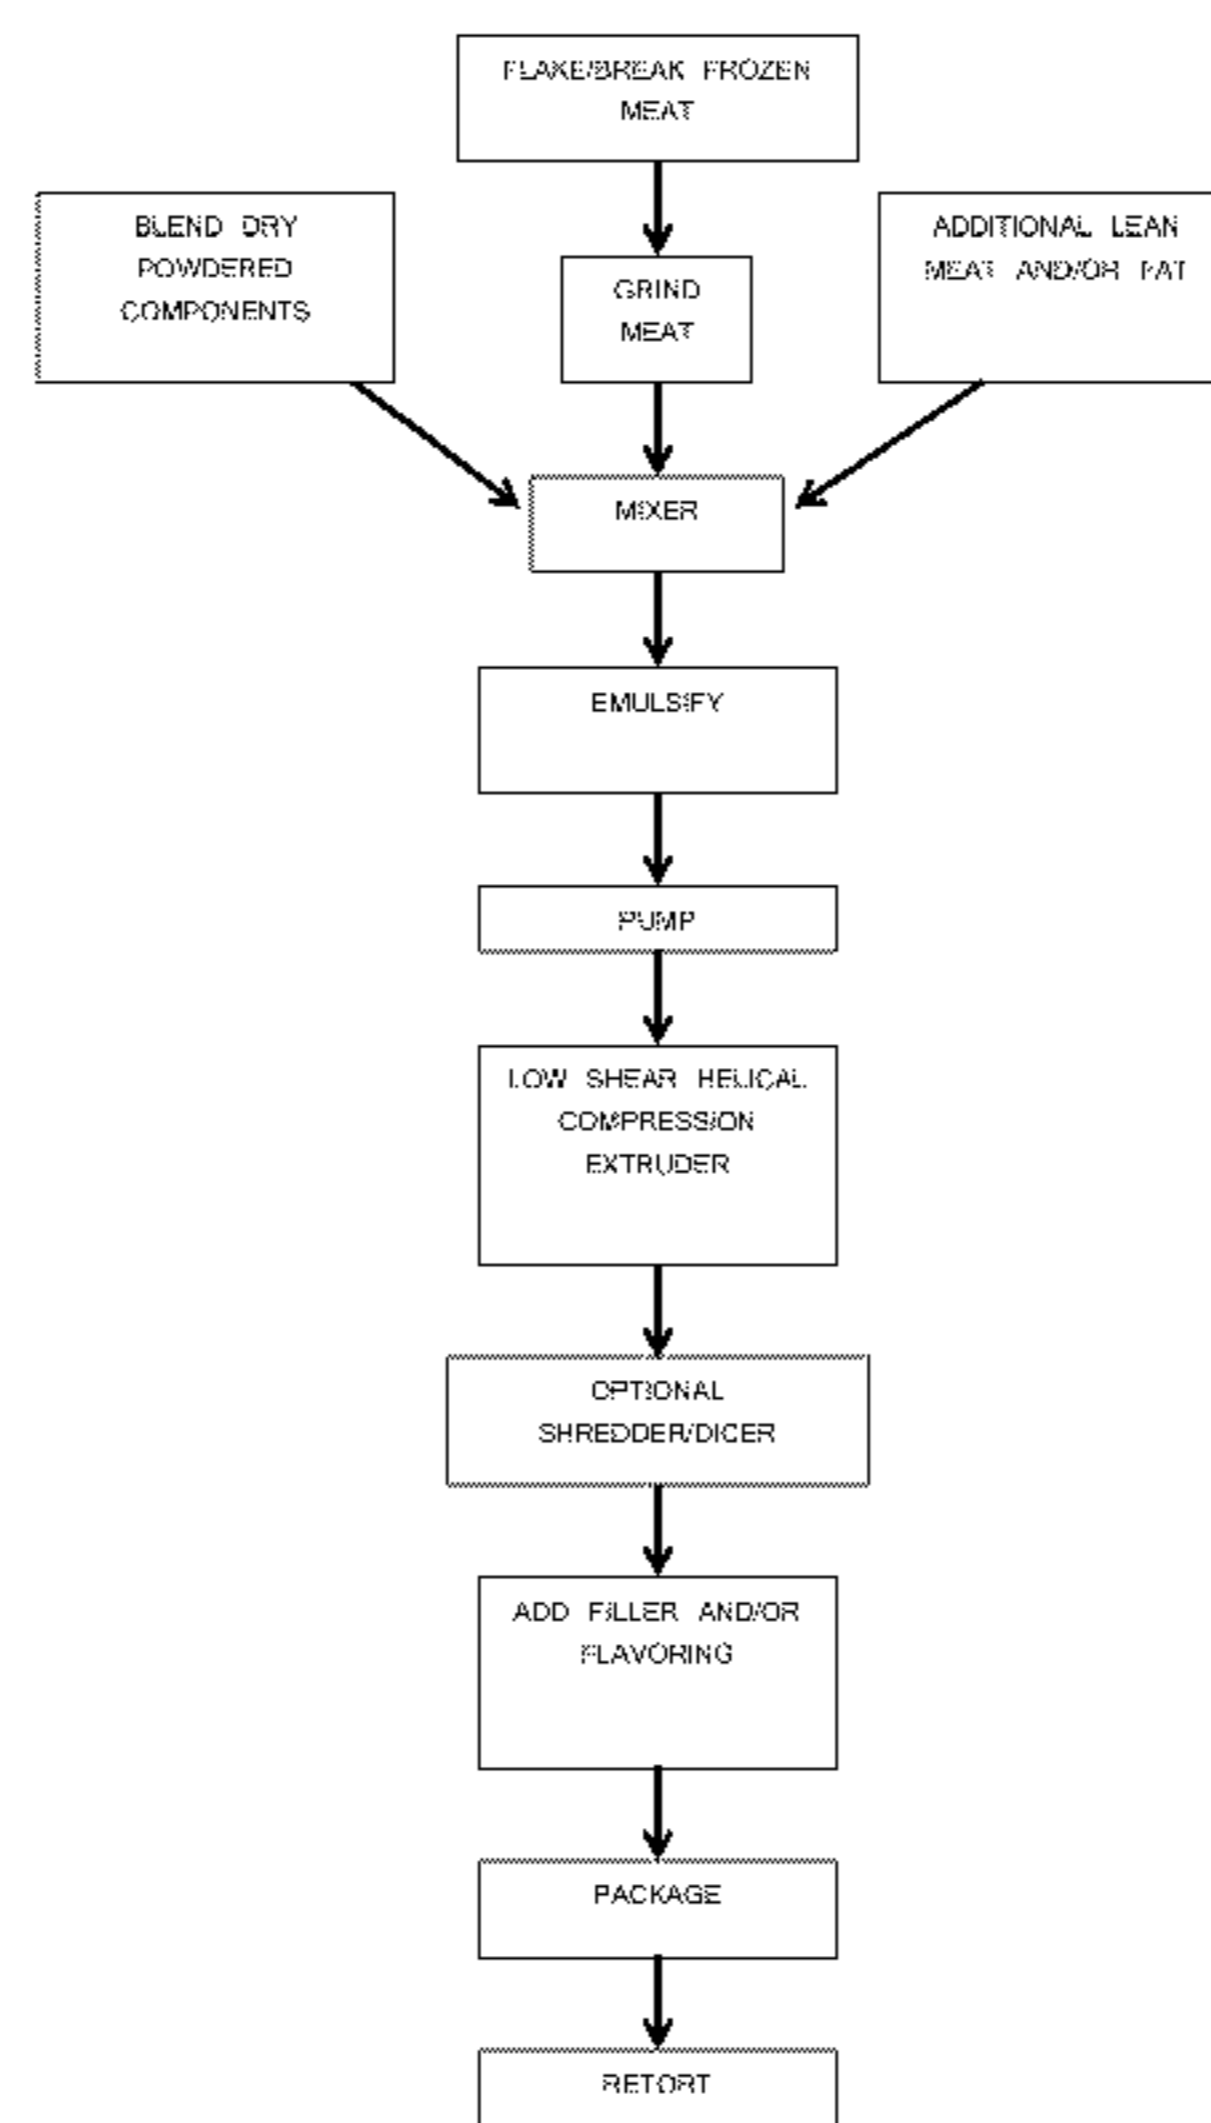 FLAKE/BREAK FROZEN
MEAT
BLEND DRY
POWDERED
COMPONENTS
GRIND
MEAT
ADDITIONAL LEAN
MEAT AND/OR FAT
MIXER
EMULSIFY
PUMP
LOW SHEAR HELICAL
COMPRESSION
EXTRUDER
OPTIONAL
SHREDDER/DICER
ADD FILLER AND/OR
FLAVORING
PACKAGE
RETORT